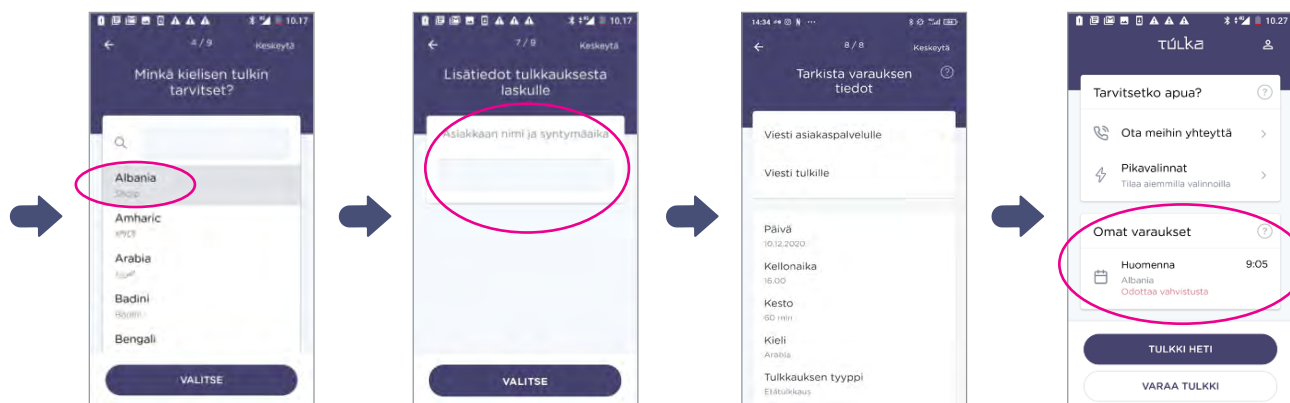 10.17
4/9
Keskeytä
Minkä kielisen tulkin
tarvitset?
Albania
Shqip
Amharic
አማርኛ
Arabia
Badini
Badini
Bengali
VALITSE
10.17
7/9
Keskeytä
Lisätiedot tulkkauksesta
laskulle
Asiakkaan nimi ja syntymäaika
VALITSE
14:34
8/8
Keskeytä
Tarkista varauksen
tiedot
?
Viesti asiakaspalvelulle
Viesti tulkille
Päivä
10.12.2020
Kellonaika
16.00
Kesto
60 min
Kieli
Arabia
Tulkkauksen tyyppi
Etätulkkaus
10.27
TÚLKA
Tarvitsetko apua?
?
Ota meihin yhteyttä
Pikavalinnat
Tilaa aiemmilla valinnoilla
Omat varaukset
?
Huomenna 9:05
Albania
Odottaa vahvistusta
TULKKI HETI
VARAA TULKKI